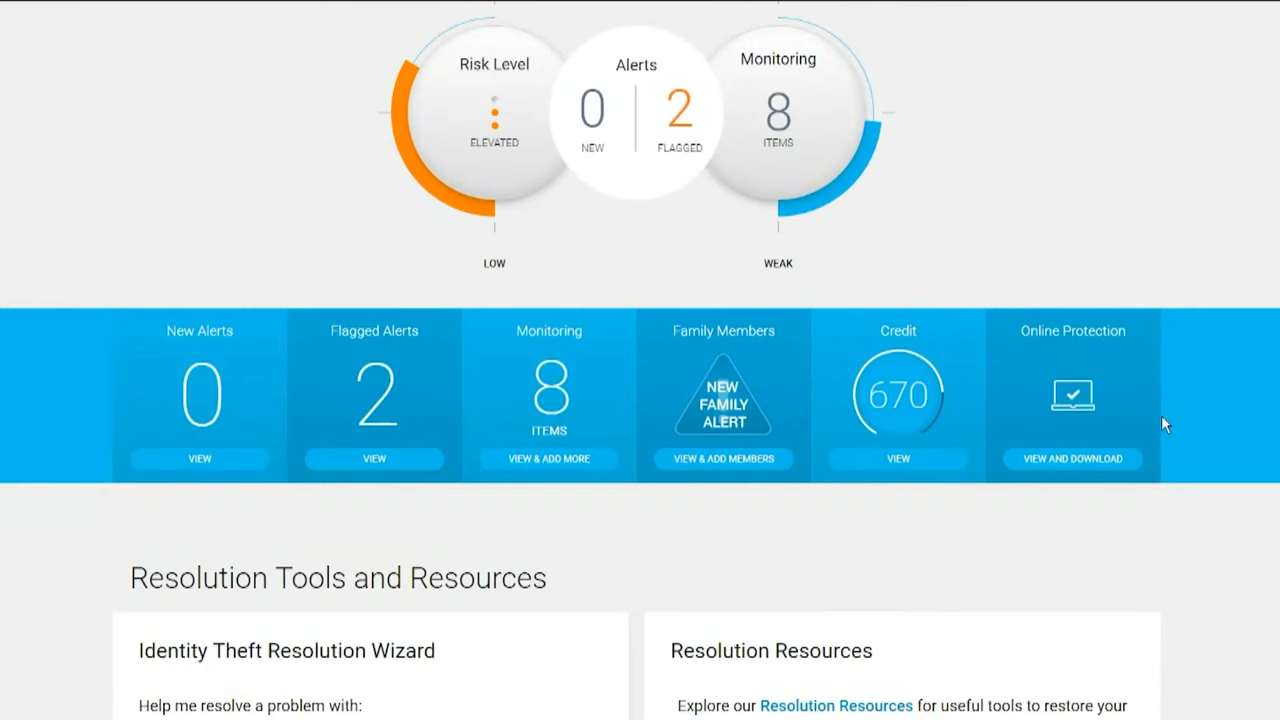 Risk Level
ELEVATED
LOW
Alerts
0 2
NEW FLAGGED
Monitoring
8
ITEMS
WEAK
New Alerts
0
VIEW
Flagged Alerts
2
VIEW
Monitoring
8
ITEMS
VIEW & ADD MORE
Family Members
NEW
FAMILY
ALERT
VIEW & ADD MEMBERS
Credit
670
VIEW
Online Protection
VIEW AND DOWNLOAD
Resolution Tools and Resources
Identity Theft Resolution Wizard
Help me resolve a problem with:
Resolution Resources
Explore our Resolution Resources for useful tools to restore your